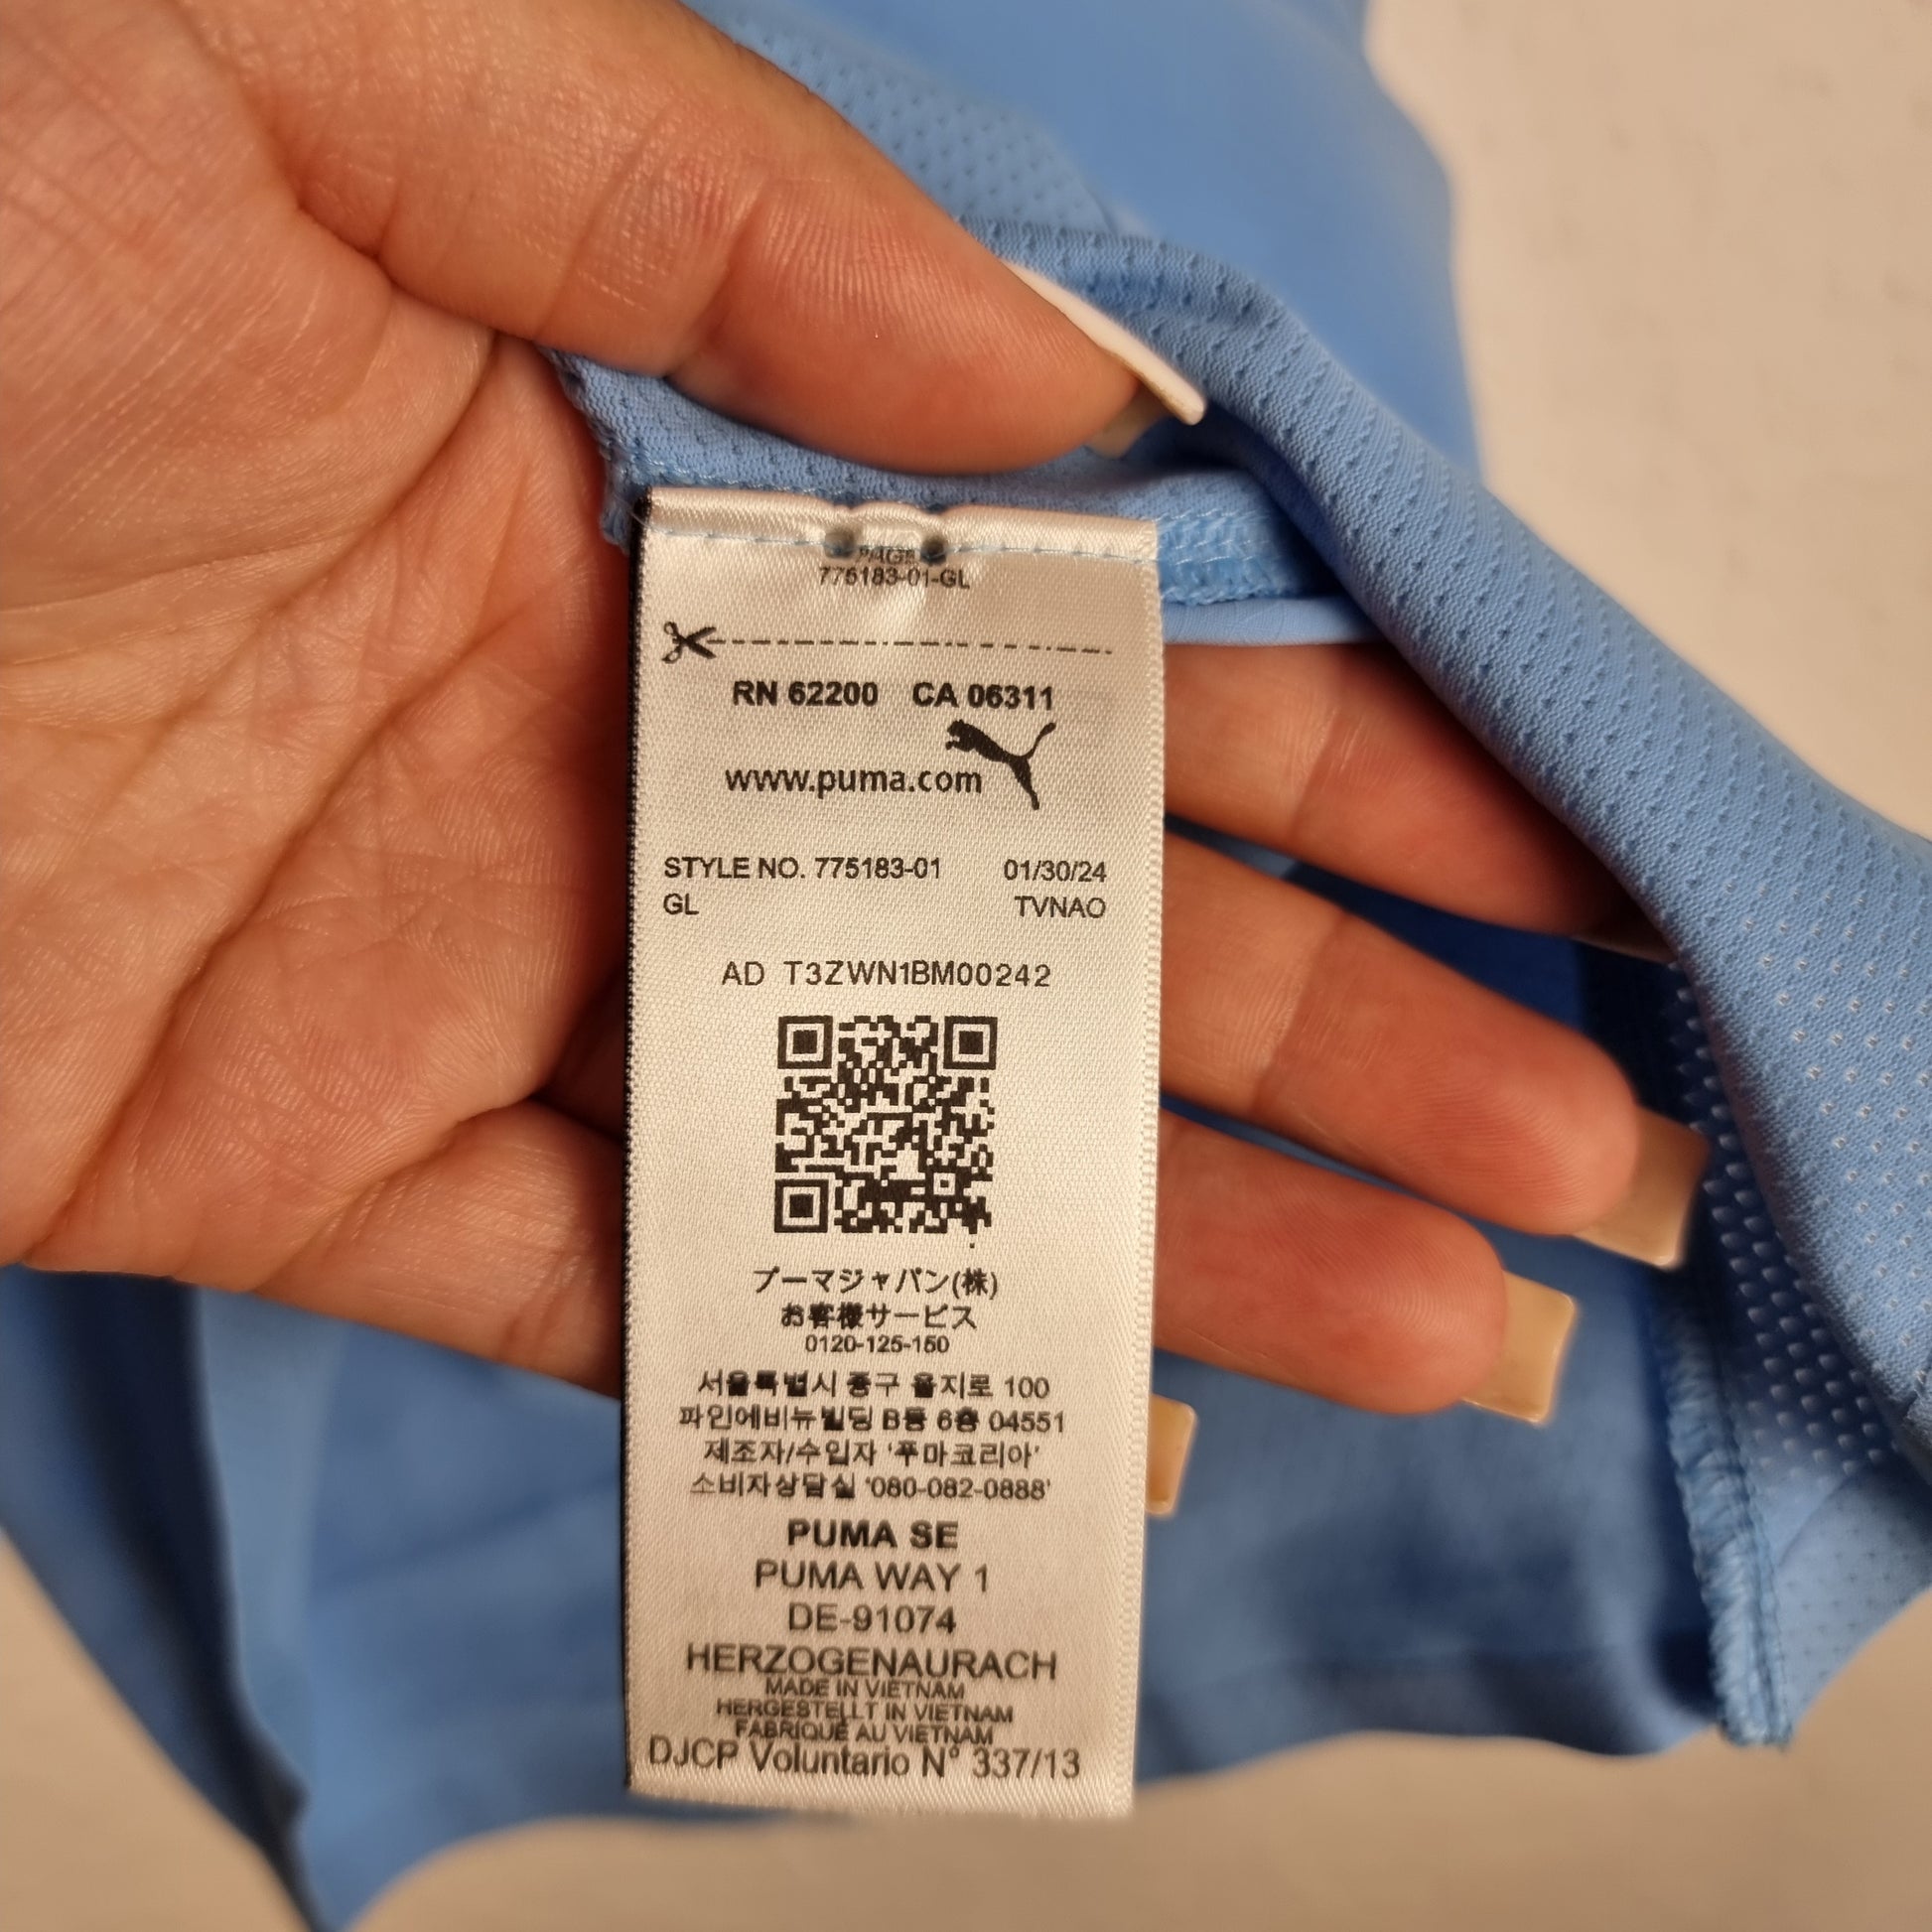 775183-01-GL
RN 62200 CA 06311
www.puma.com
STYLE NO. 775183-01 01/30/24
GL TVNAO
AD T3ZWN1BM00242
プーマジャパン(株)
お客様サービス
0120-125-150
서울특별시 중구 을지로 100
파인에비뉴빌딩 B동 6층 04551
제조자/수입자 '푸마코리아'
소비자상담실 '080-082-0888'
PUMA SE
PUMA WAY 1
DE-91074
HERZOGENAURACH
MADE IN VIETNAM
HERGESTELLT IN VIETNAM
FABRIQUÉ AU VIETNAM
DJCP Voluntario N° 337/13